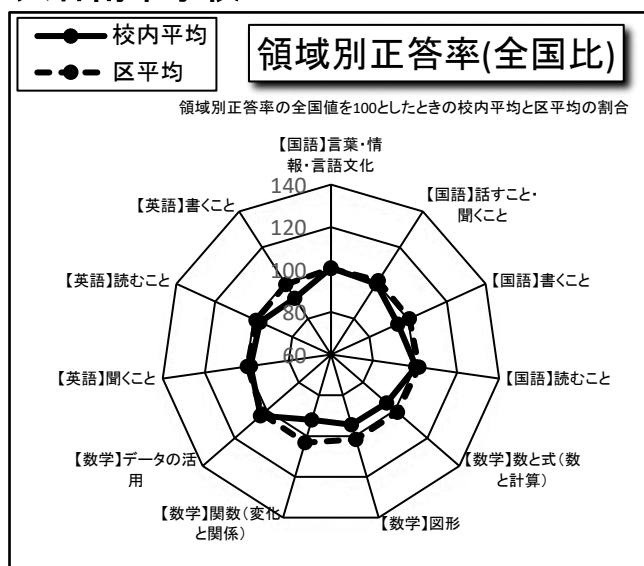 校内平均
区平均
領域別正答率(全国比)
領域別正答率の全国値を100としたときの校内平均と区平均の割合
【国語】言葉・情
報・言語文化
【国語】話すこと・
聞くこと
【国語】書くこと
【国語】読むこと
【数学】数と式(数
と計算)
【数学】図形
【数学】関数(変化
と関係)
【数学】データの活
用
【英語】聞くこと
【英語】読むこと
【英語】書くこと
140
120
100
80
60